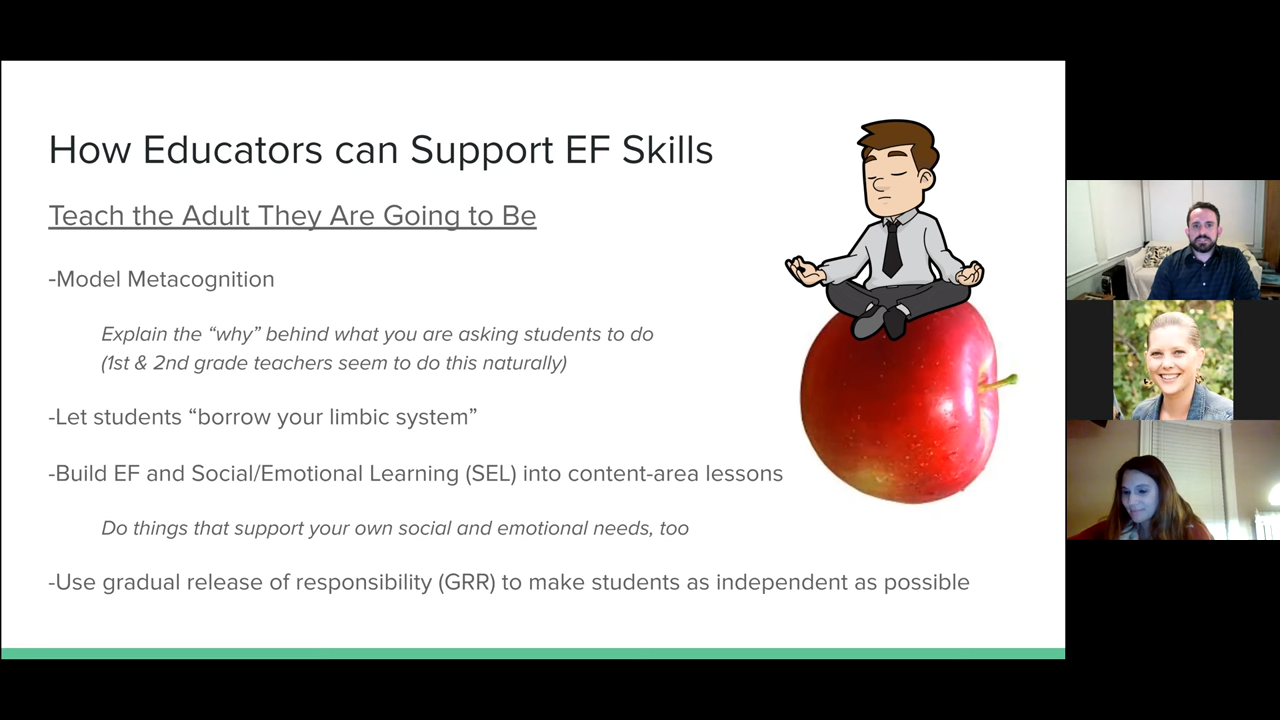 How Educators can Support EF Skills
Teach the Adult They Are Going to Be
-Model Metacognition
Explain the “why” behind what you are asking students to do
(1st & 2nd grade teachers seem to do this naturally)
-Let students “borrow your limbic system”
-Build EF and Social/Emotional Learning (SEL) into content-area lessons
Do things that support your own social and emotional needs, too
-Use gradual release of responsibility (GRR) to make students as independent as possible